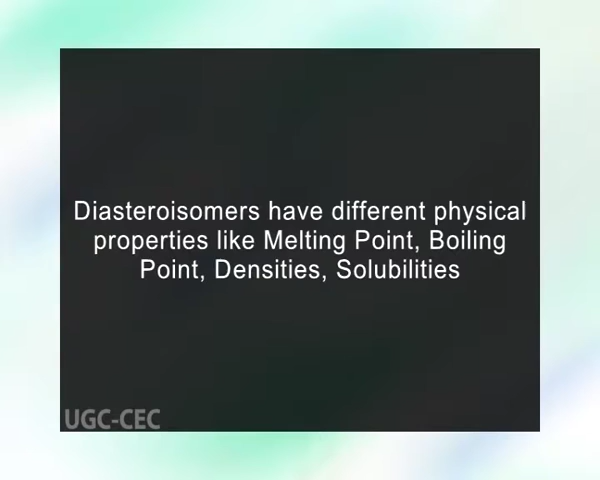 Diasteroisomers have different physical
properties like Melting Point, Boiling
Point, Densities, Solubilities
UGC-CEC